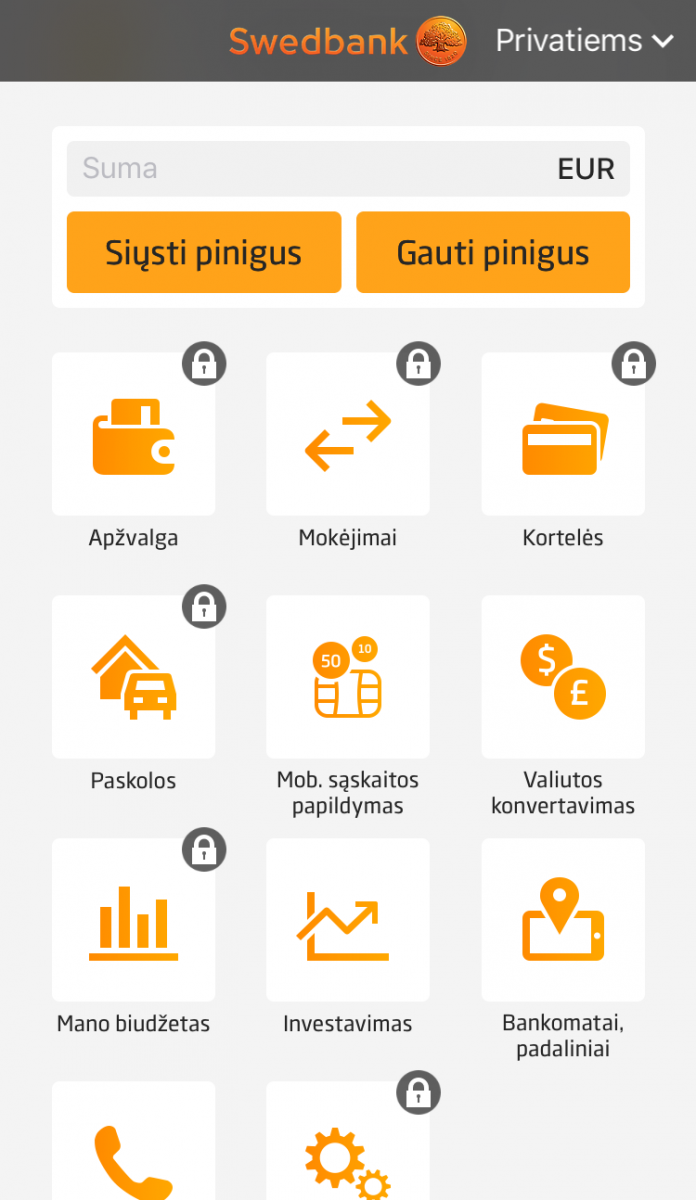 Swedbank Privatiems
Suma EUR
Siųsti pinigus Gauti pinigus
Apžvalga Mokėjimai Kortelės
50 10
$ £
Paskolos Mob. sąskaitos Valiutos
papildymas konvertavimas
Mano biudžetas Investavimas Bankomatai,
padaliniai